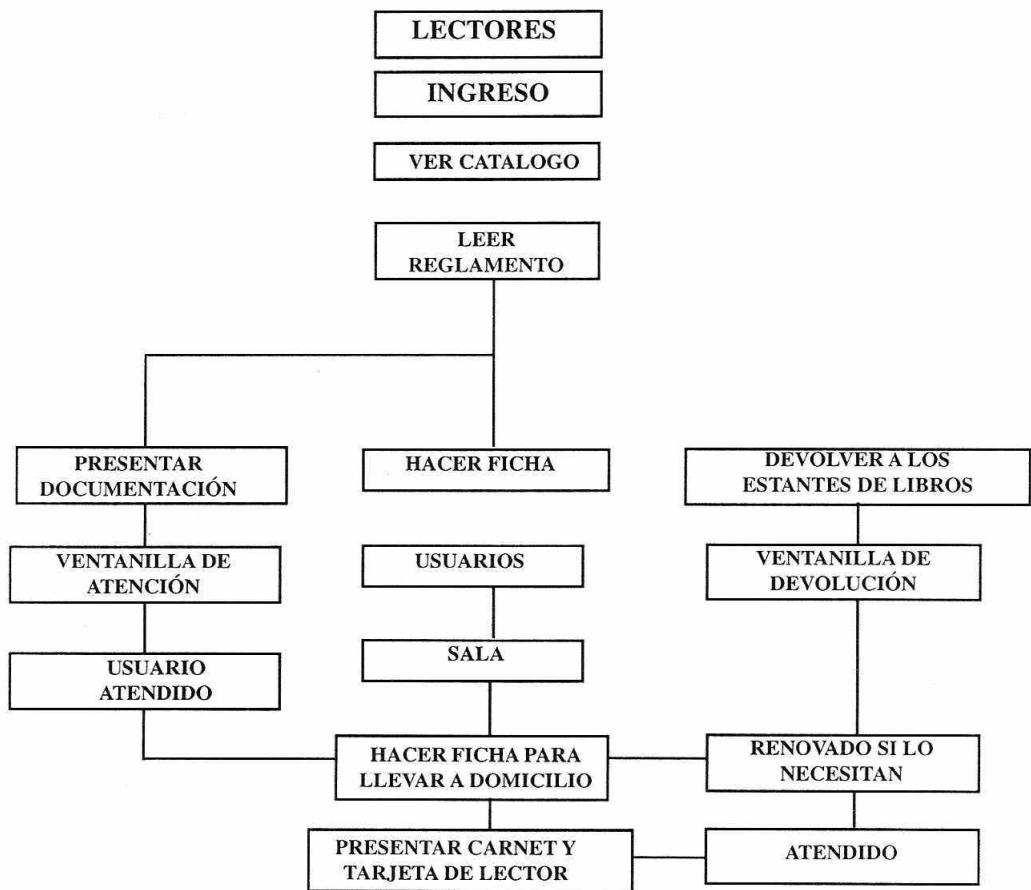 LECTORES
INGRESO
VER CATALOGO
LEER
REGLAMENTO
PRESENTAR
DOCUMENTACIÓN
HACER FICHA
DEVOLVER A LOS
ESTANTES DE LIBROS
VENTANILLA DE
ATENCIÓN
USUARIOS
VENTANILLA DE
DEVOLUCIÓN
USUARIO
ATENDIDO
SALA
HACER FICHA PARA
LLEVAR A DOMICILIO
RENOVADO SI LO
NECESITAN
PRESENTAR CARNET Y
TARJETA DE LECTOR
ATENDIDO